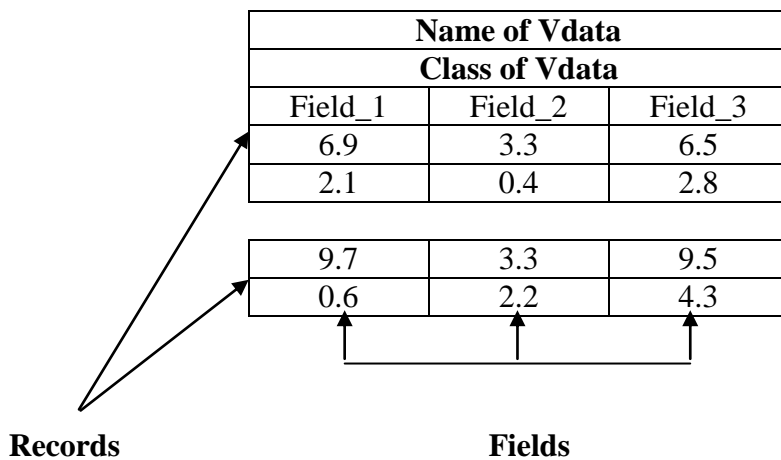 Name of Vdata
Class of Vdata
Field_1 Field_2 Field_3
6.9 3.3 6.5
2.1 0.4 2.8
9.7 3.3 9.5
0.6 2.2 4.3
Records Fields